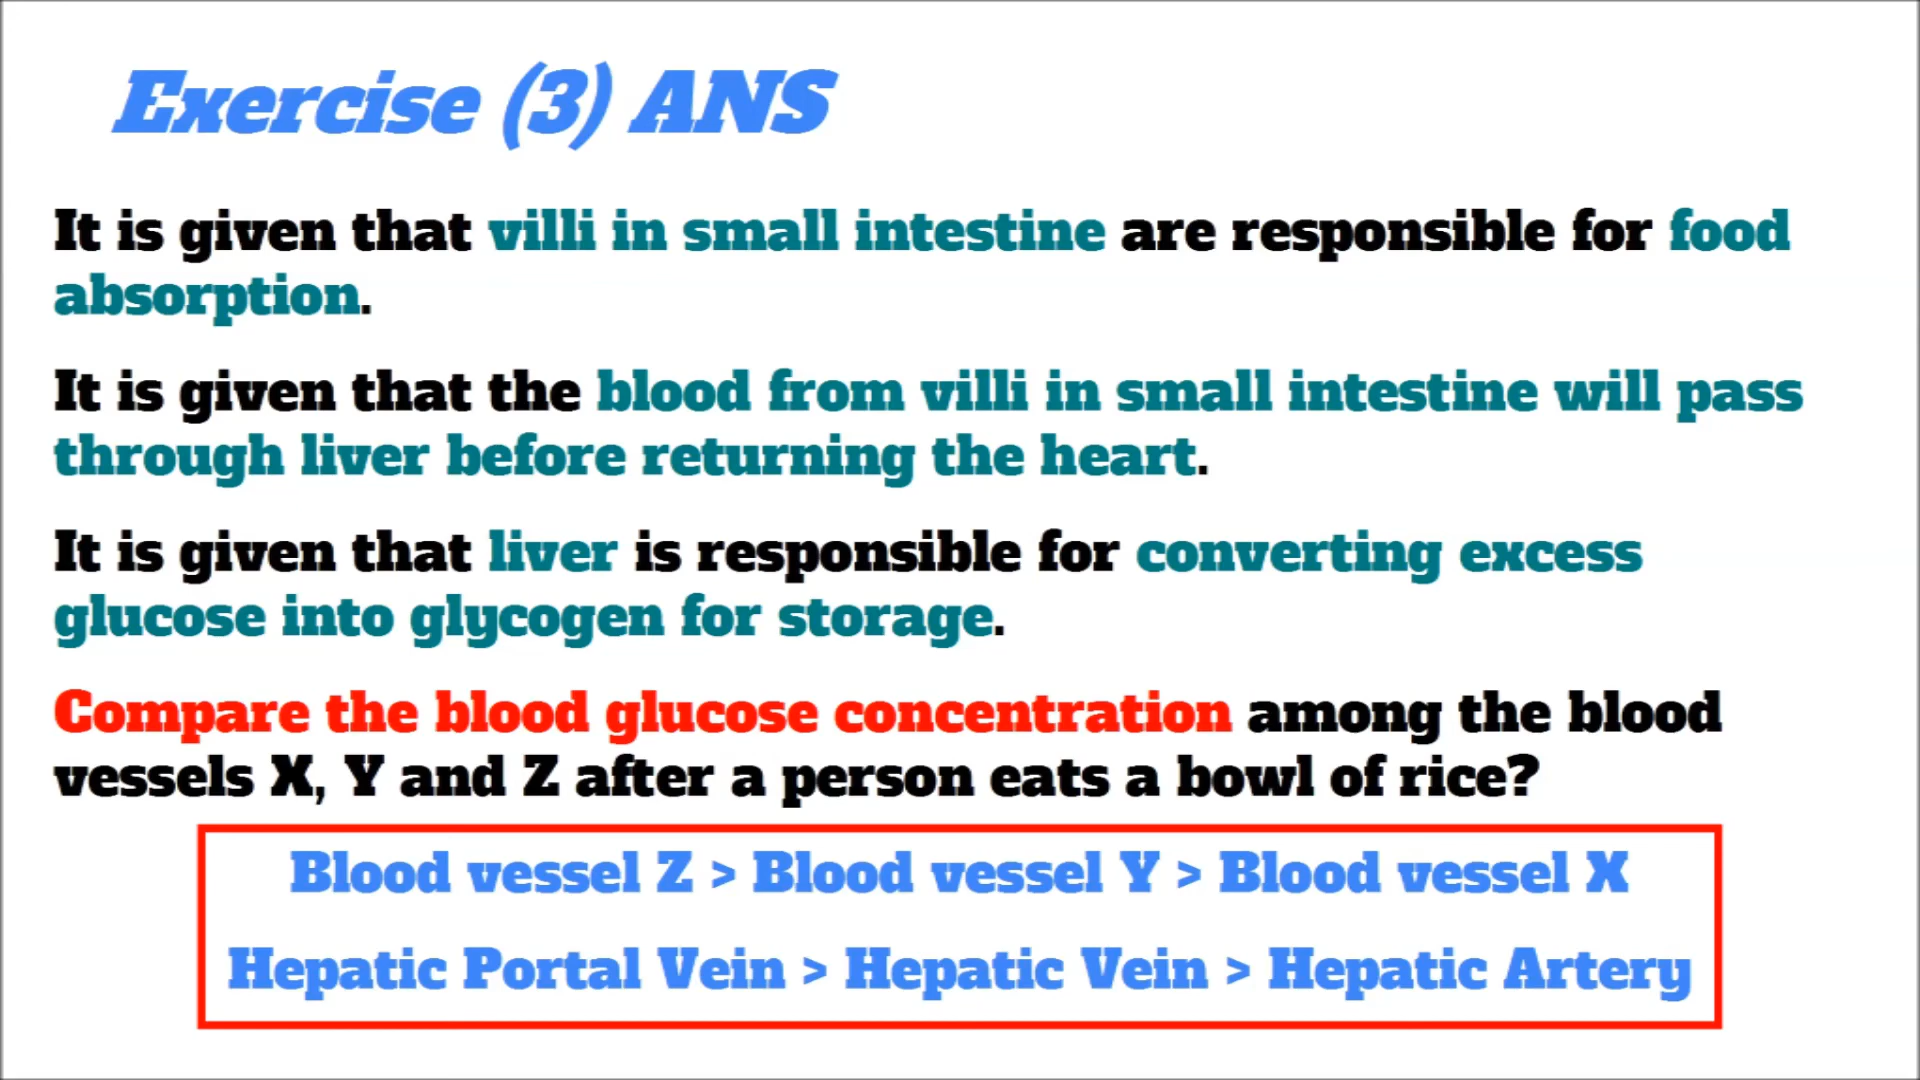 Exercise (3) ANS
It is given that villi in small intestine are responsible for food
absorption.
It is given that the blood from villi in small intestine will pass
through liver before returning the heart.
It is given that liver is responsible for converting excess
glucose into glycogen for storage.
Compare the blood glucose concentration among the blood
vessels X, Y and Z after a person eats a bowl of rice?
Blood vessel Z > Blood vessel Y > Blood vessel X
Hepatic Portal Vein > Hepatic Vein > Hepatic Artery